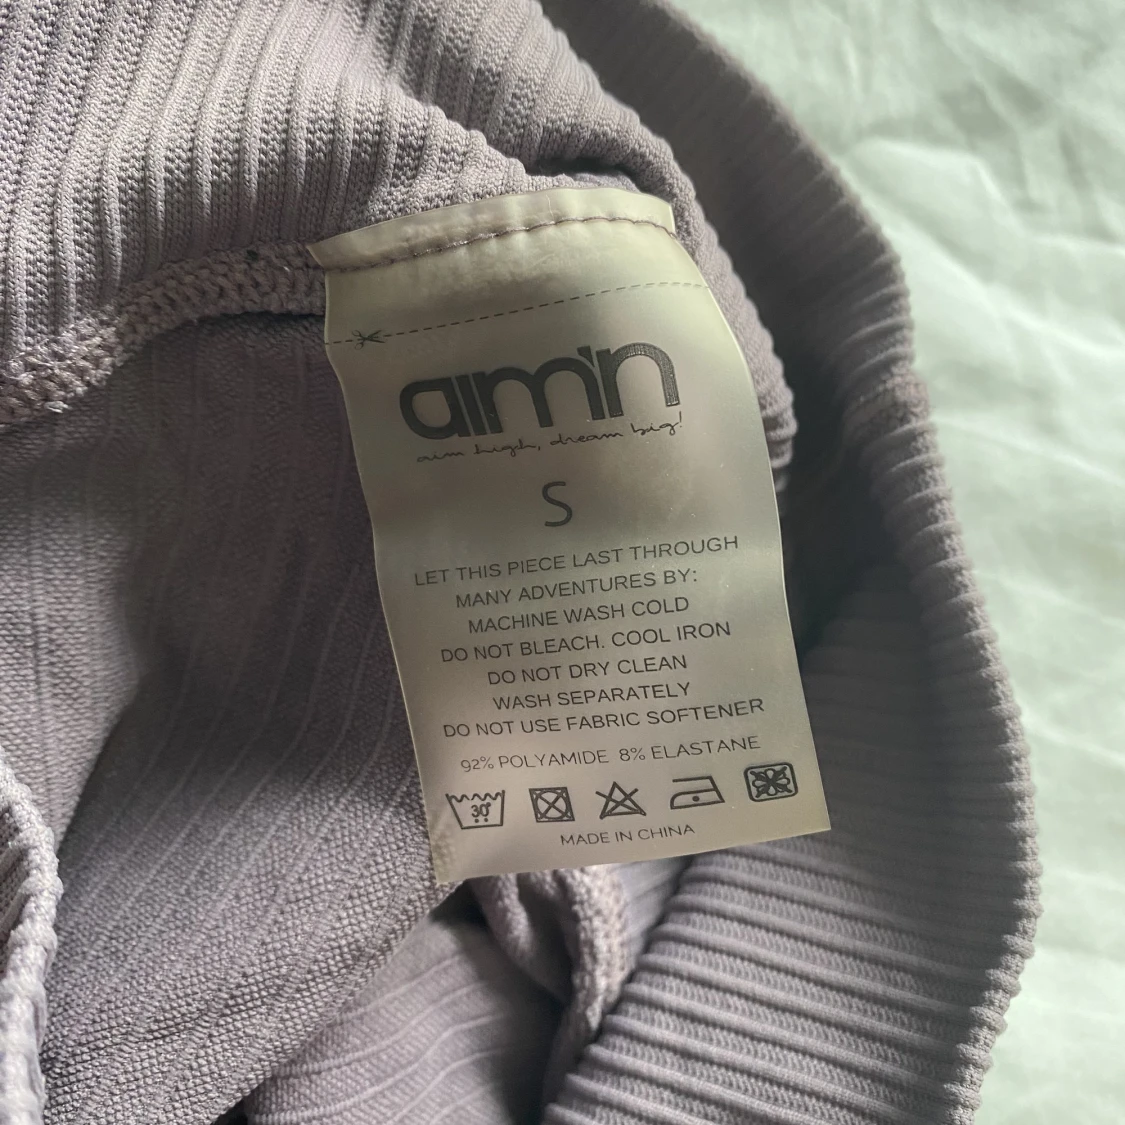 aim'n
aim high, dream big!
S
LET THIS PIECE LAST THROUGH
MANY ADVENTURES BY:
MACHINE WASH COLD
DO NOT BLEACH. COOL IRON
DO NOT DRY CLEAN
WASH SEPARATELY
DO NOT USE FABRIC SOFTENER
92% POLYAMIDE 8% ELASTANE
30°
MADE IN CHINA